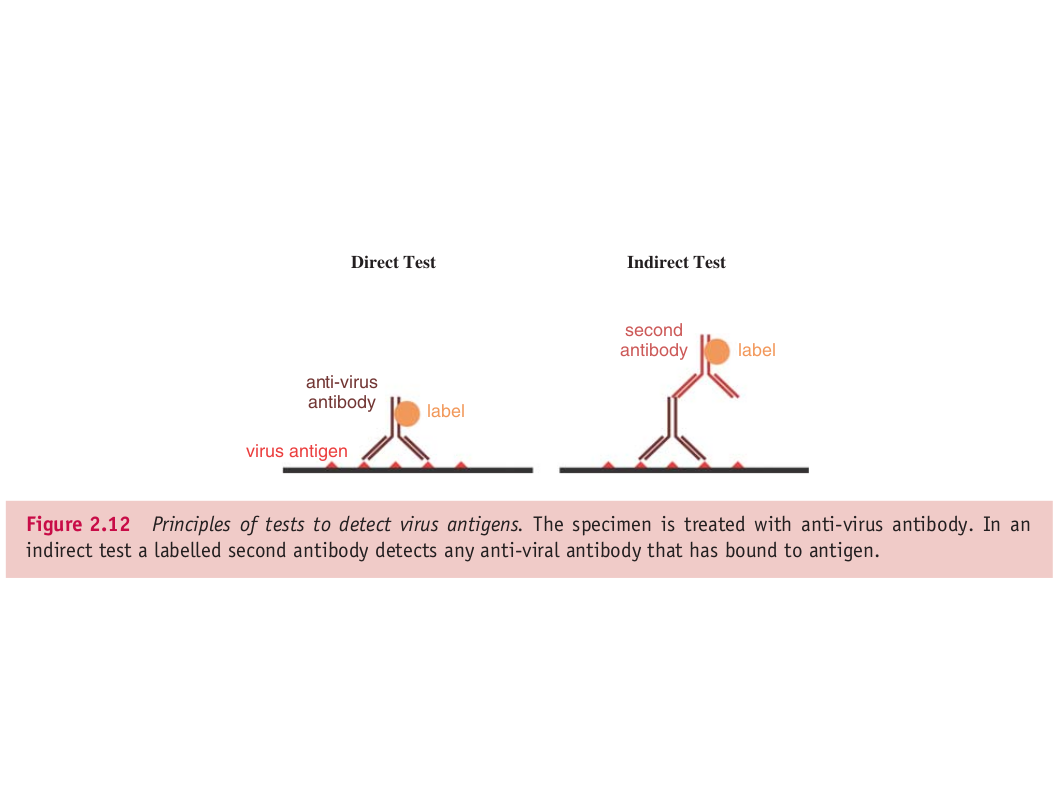 Direct Test
Indirect Test
second
antibody
label
anti-virus
antibody
label
virus antigen
Figure 2.12 Principles of tests to detect virus antigens. The specimen is treated with anti-virus antibody. In an
indirect test a labelled second antibody detects any anti-viral antibody that has bound to antigen.